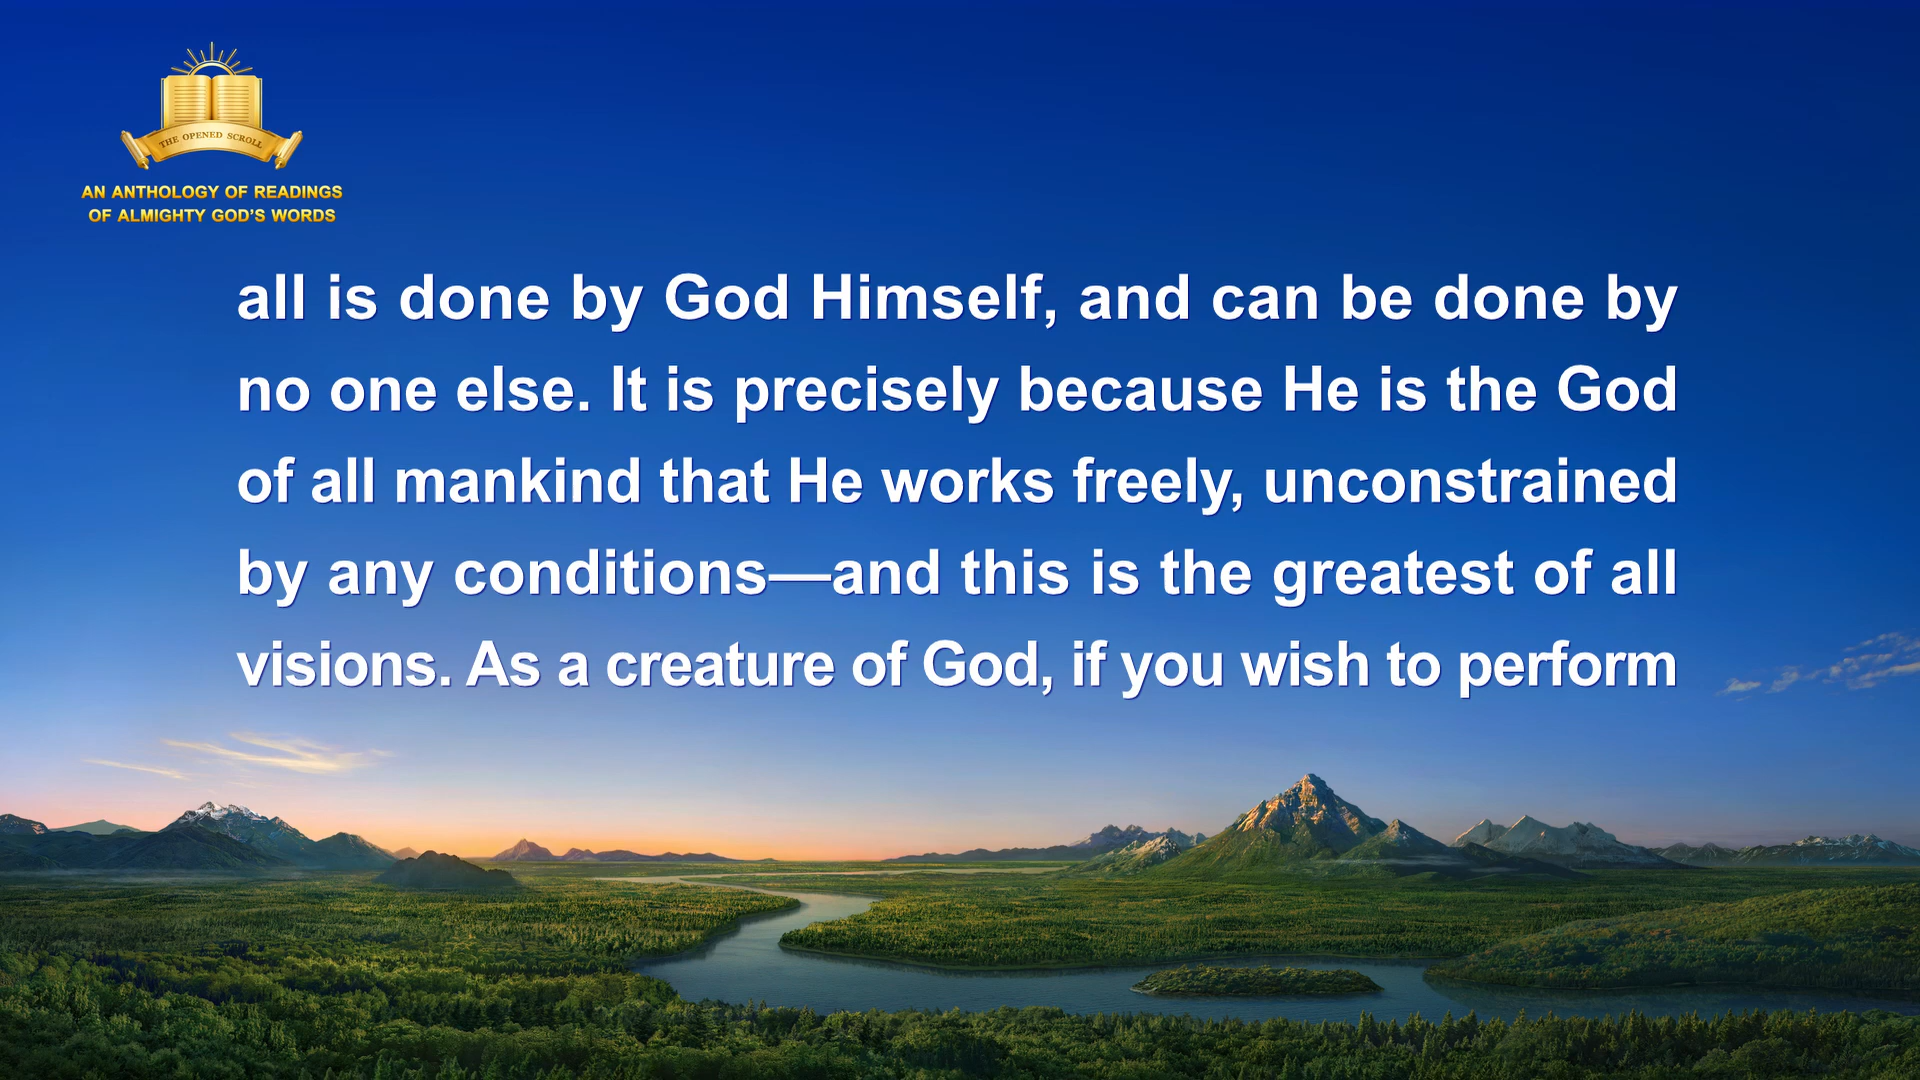 THE OPENED SCROLL
AN ANTHOLOGY OF READINGS
OF ALMIGHTY GOD'S WORDS
all is done by God Himself, and can be done by
no one else. It is precisely because He is the God
of all mankind that He works freely, unconstrained
by any conditions—and this is the greatest of all
visions. As a creature of God, if you wish to perform